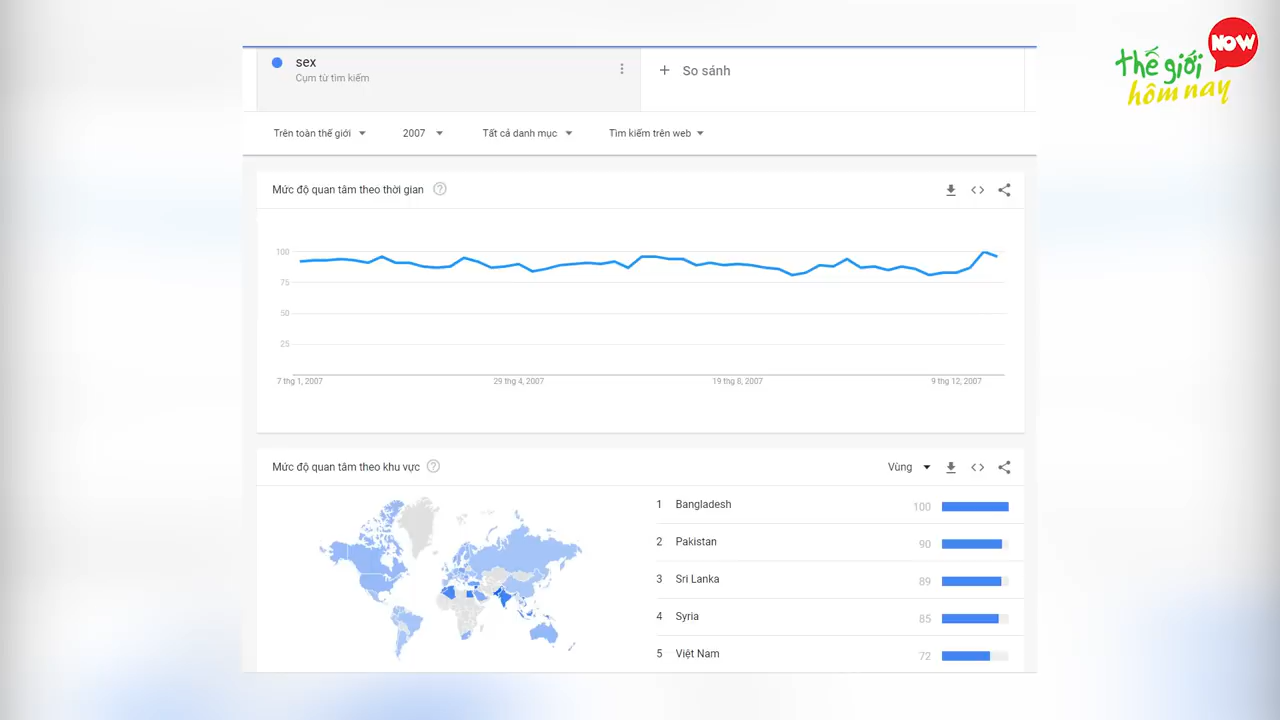 NOW
thế giới
hôm nay
sex
Cụm từ tìm kiếm
+ So sánh
Trên toàn thế giới 2007 Tất cả danh mục Tìm kiếm trên web
Mức độ quan tâm theo thời gian ?
100
75
50
25
7 thg 1, 2007 29 thg 4, 2007 19 thg 8, 2007 9 thg 12, 2007
Mức độ quan tâm theo khu vực ? Vùng
1 Bangladesh 100
2 Pakistan 90
3 Sri Lanka 89
4 Syria 85
5 Việt Nam 72